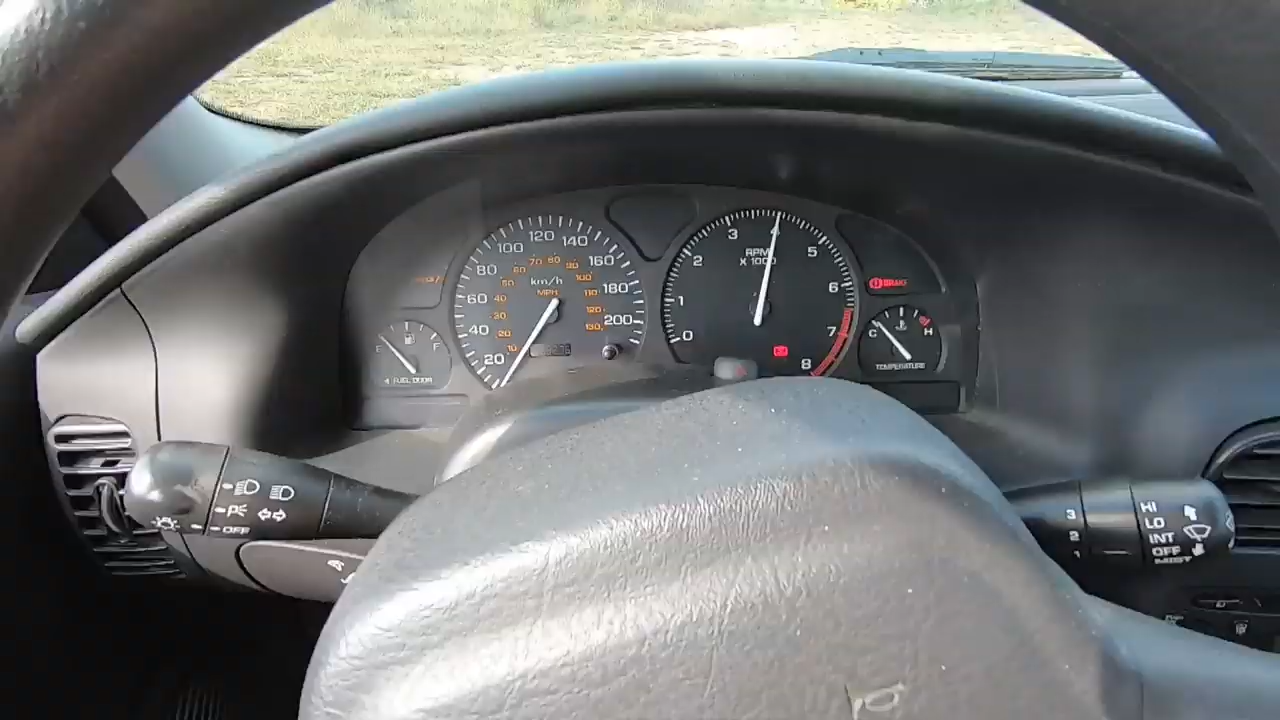 20
40
60
80
100
120
140
160
180
200
km/h
MPH
10
20
30
40
50
60
70
80
90
100
110
120
130
E
F
FUEL DOOR
0
1
2
3
4
5
6
7
8
RPM
X 1000
BRAKE
C
H
TEMPERATURE
OFF
3
2
1
HI
LO
INT
OFF
MIST